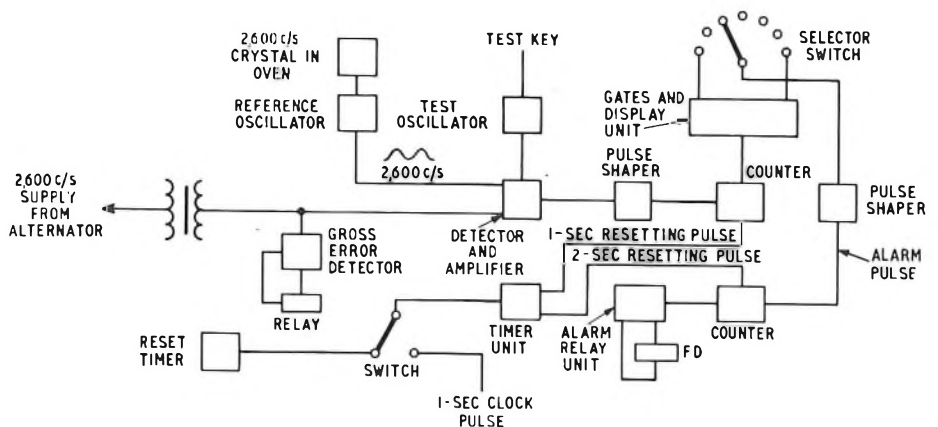 2,600 c/s
CRYSTAL IN
OVEN
TEST KEY
SELECTOR
SWITCH
REFERENCE
OSCILLATOR
TEST
OSCILLATOR
GATES AND
DISPLAY
UNIT
2,600 c/s
PULSE
SHAPER
COUNTER
2,600 c/s
SUPPLY
FROM
ALTERNATOR
PULSE
SHAPER
GROSS
ERROR
DETECTOR
DETECTOR
AND
AMPLIFIER
1-SEC RESETTING PULSE
2-SEC RESETTING PULSE
ALARM
PULSE
RELAY
TIMER
UNIT
ALARM
RELAY
UNIT
COUNTER
FD
RESET
TIMER
SWITCH
1-SEC CLOCK
PULSE